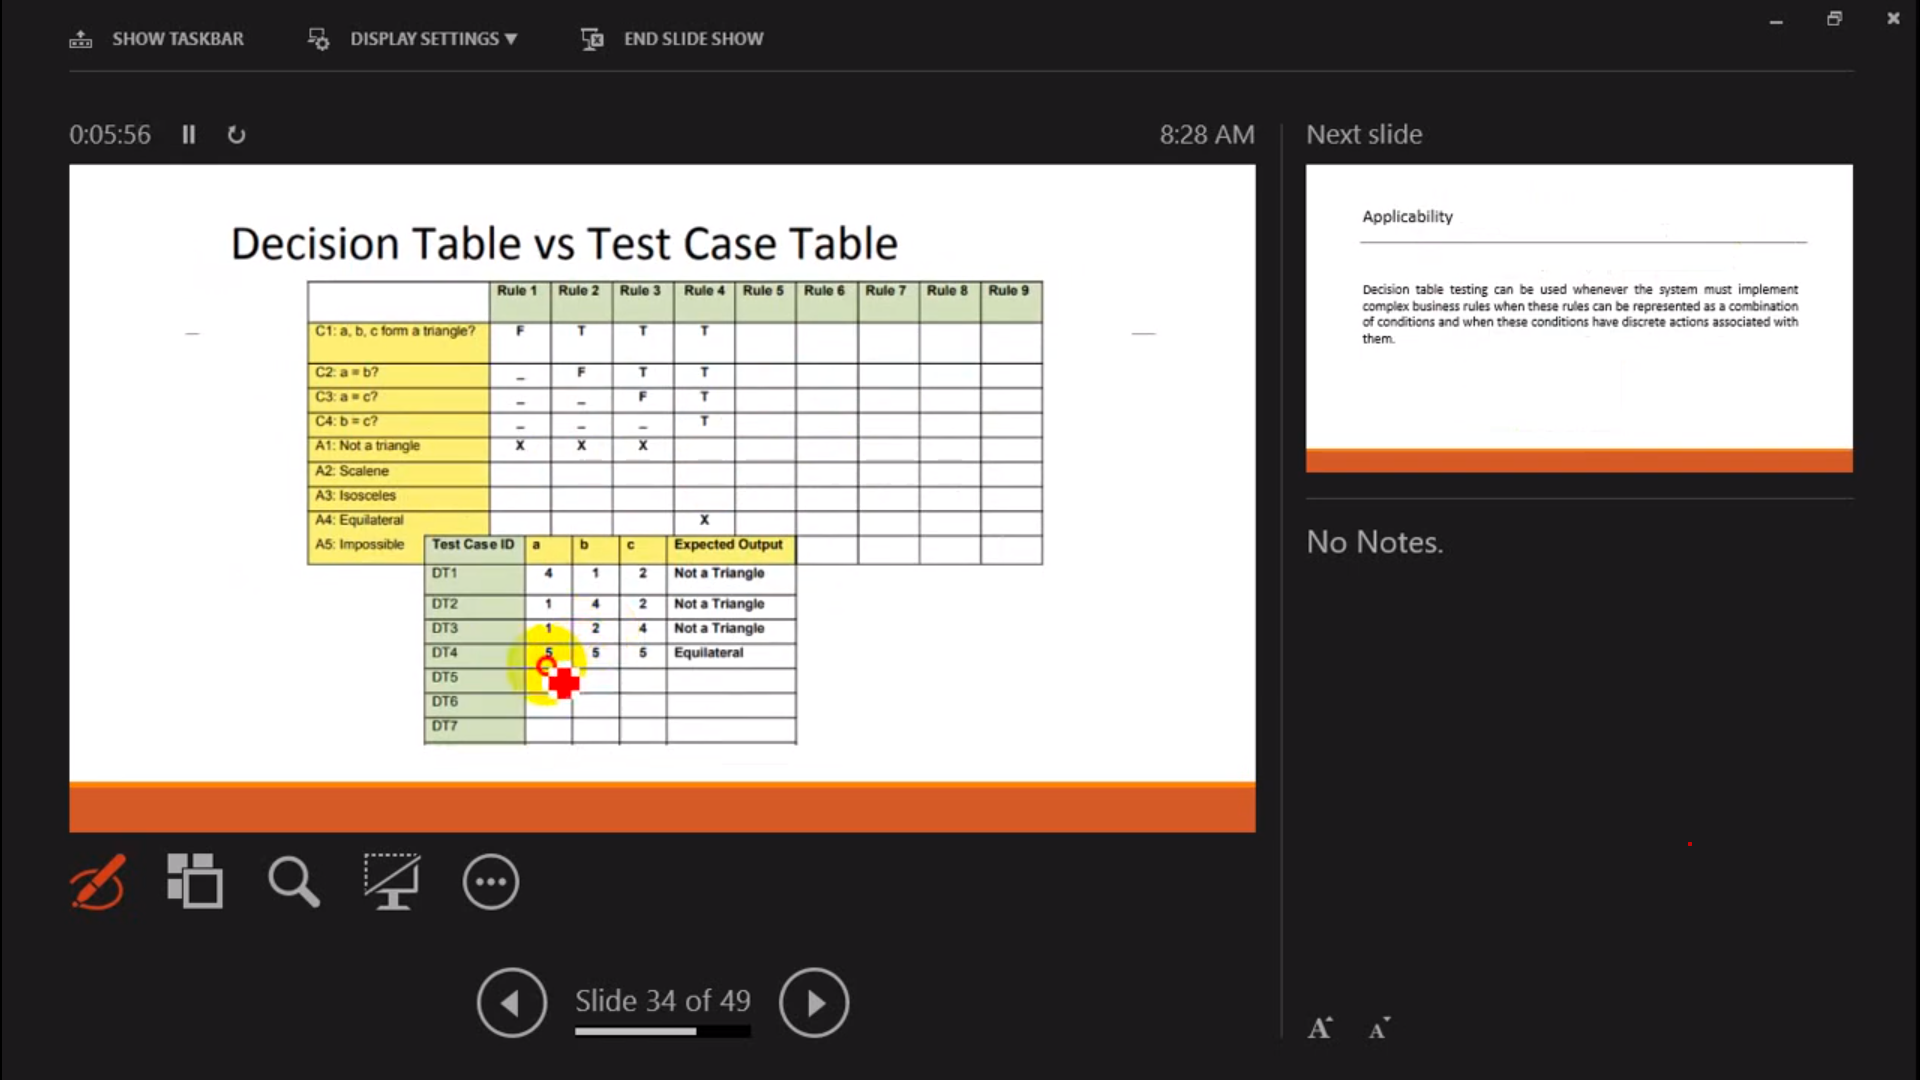 SHOW TASKBAR DISPLAY SETTINGS END SLIDE SHOW
0:05:56 8:28 AM
Decision Table vs Test Case Table
Rule 1 Rule 2 Rule 3 Rule 4 Rule 5 Rule 6 Rule 7 Rule 8 Rule 9
C1: a, b, c form a triangle? F T T T
C2: a = b? _ F T T
C3: a = c? _ _ F T
C4: b = c? _ _ _ T
A1: Not a triangle X X X
A2: Scalene
A3: Isosceles
A4: Equilateral X
A5: Impossible
Test Case ID a b c Expected Output
DT1 4 1 2 Not a Triangle
DT2 1 4 2 Not a Triangle
DT3 1 2 4 Not a Triangle
DT4 5 5 5 Equilateral
DT5
DT6
DT7
Slide 34 of 49
Next slide
Applicability
Decision table testing can be used whenever the system must implement
complex business rules when these rules can be represented as a combination
of conditions and when these conditions have discrete actions associated with
them.
No Notes.
A A